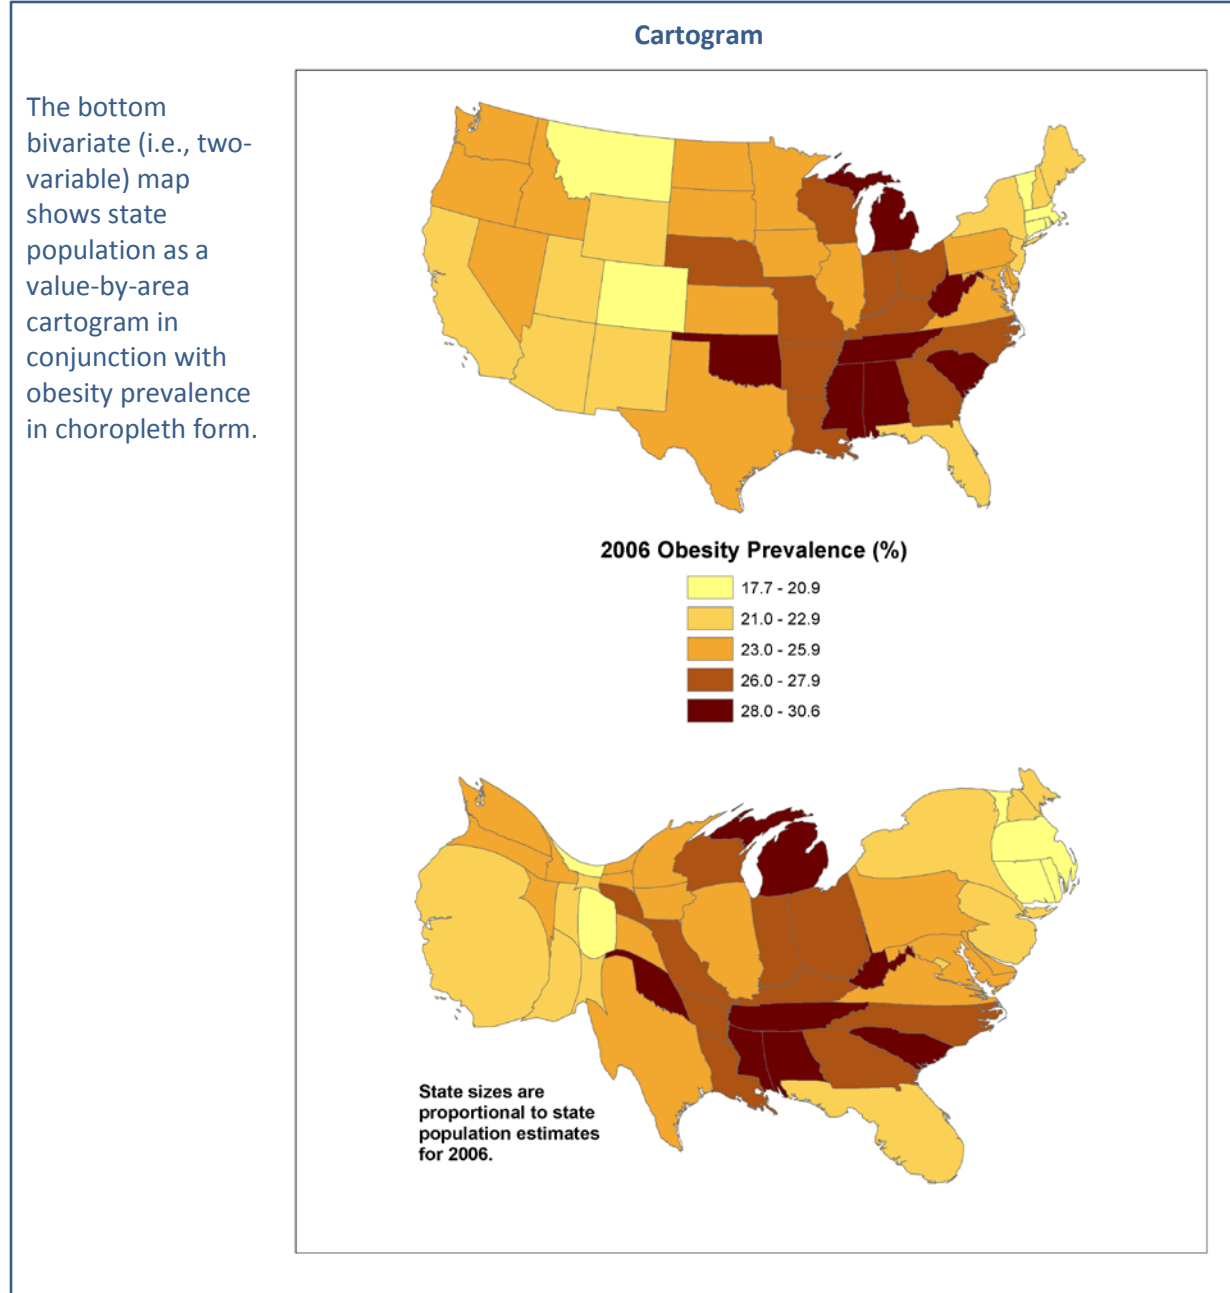 Cartogram
The bottom
bivariate (i.e., two-
variable) map
shows state
population as a
value-by-area
cartogram in
conjunction with
obesity prevalence
in choropleth form.
2006 Obesity Prevalence (%)
17.7 - 20.9
21.0 - 22.9
23.0 - 25.9
26.0 - 27.9
28.0 - 30.6
State sizes are
proportional to state
population estimates
for 2006.